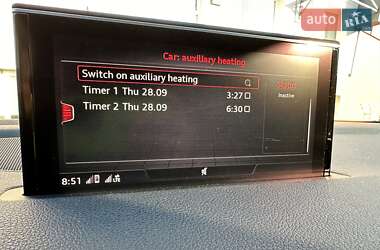 auto RIA
Car: auxiliary heating
Switch on auxiliary heating
Timer 1 Thu 28.09 3:27
Timer 2 Thu 28.09 6:30
Inactive
8:51 LTE